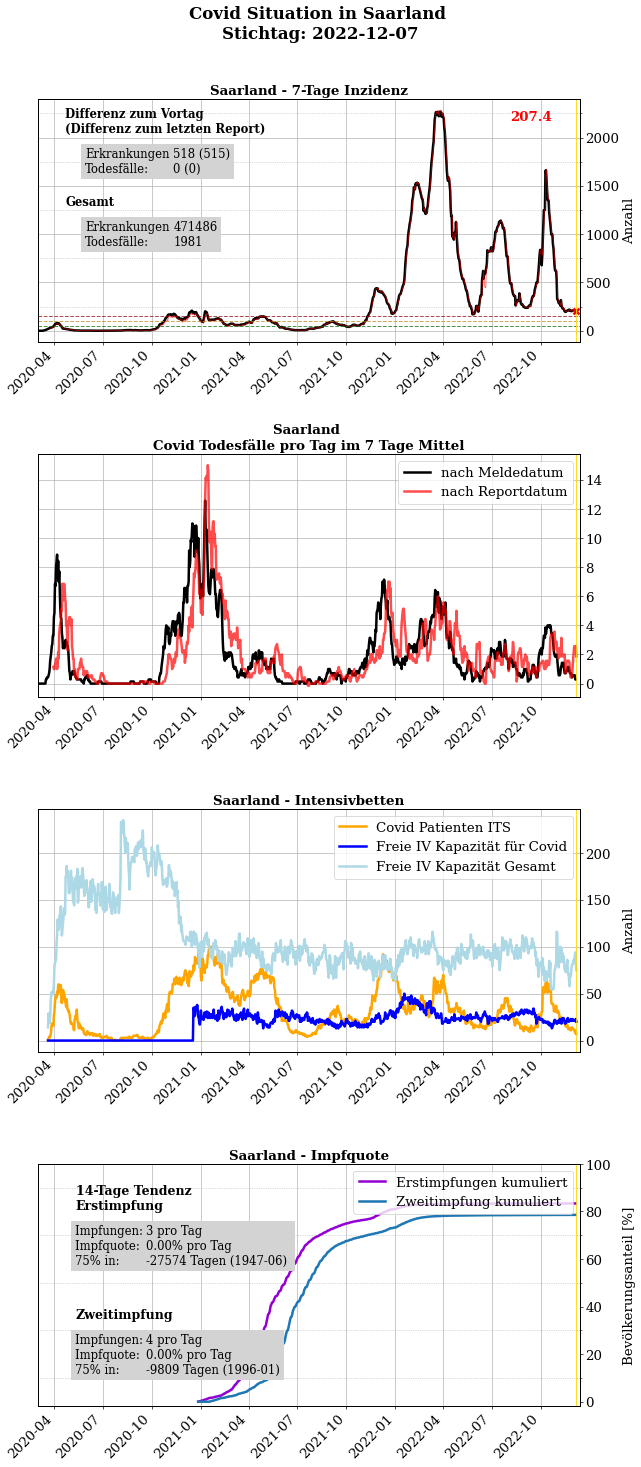 Covid Situation in Saarland
Stichtag: 2022-12-07
Saarland - 7-Tage Inzidenz
Differenz zum Vortag
(Differenz zum letzten Report)
Erkrankungen 518 (515)
Todesfälle: 0 (0)
Gesamt
Erkrankungen 471486
Todesfälle: 1981
207.4
2000
1500
1000
500
0
Anzahl
2020-04 2020-07 2020-10 2021-01 2021-04 2021-07 2021-10 2022-01 2022-04 2022-07 2022-10
Saarland
Covid Todesfälle pro Tag im 7 Tage Mittel
nach Meldedatum
nach Reportdatum
14
12
10
8
6
4
2
0
2020-04 2020-07 2020-10 2021-01 2021-04 2021-07 2021-10 2022-01 2022-04 2022-07 2022-10
Saarland - Intensivbetten
Covid Patienten ITS
Freie IV Kapazität für Covid
Freie IV Kapazität Gesamt
200
150
100
50
0
Anzahl
2020-04 2020-07 2020-10 2021-01 2021-04 2021-07 2021-10 2022-01 2022-04 2022-07 2022-10
Saarland - Impfquote
14-Tage Tendenz
Erstimpfung
Impfungen: 3 pro Tag
Impfquote: 0.00% pro Tag
75% in: -27574 Tagen (1947-06)
Zweitimpfung
Impfungen: 4 pro Tag
Impfquote: 0.00% pro Tag
75% in: -9809 Tagen (1996-01)
Erstimpfungen kumuliert
Zweitimpfung kumuliert
100
80
60
40
20
0
Bevölkerungsanteil [%]
2020-04 2020-07 2020-10 2021-01 2021-04 2021-07 2021-10 2022-01 2022-04 2022-07 2022-10